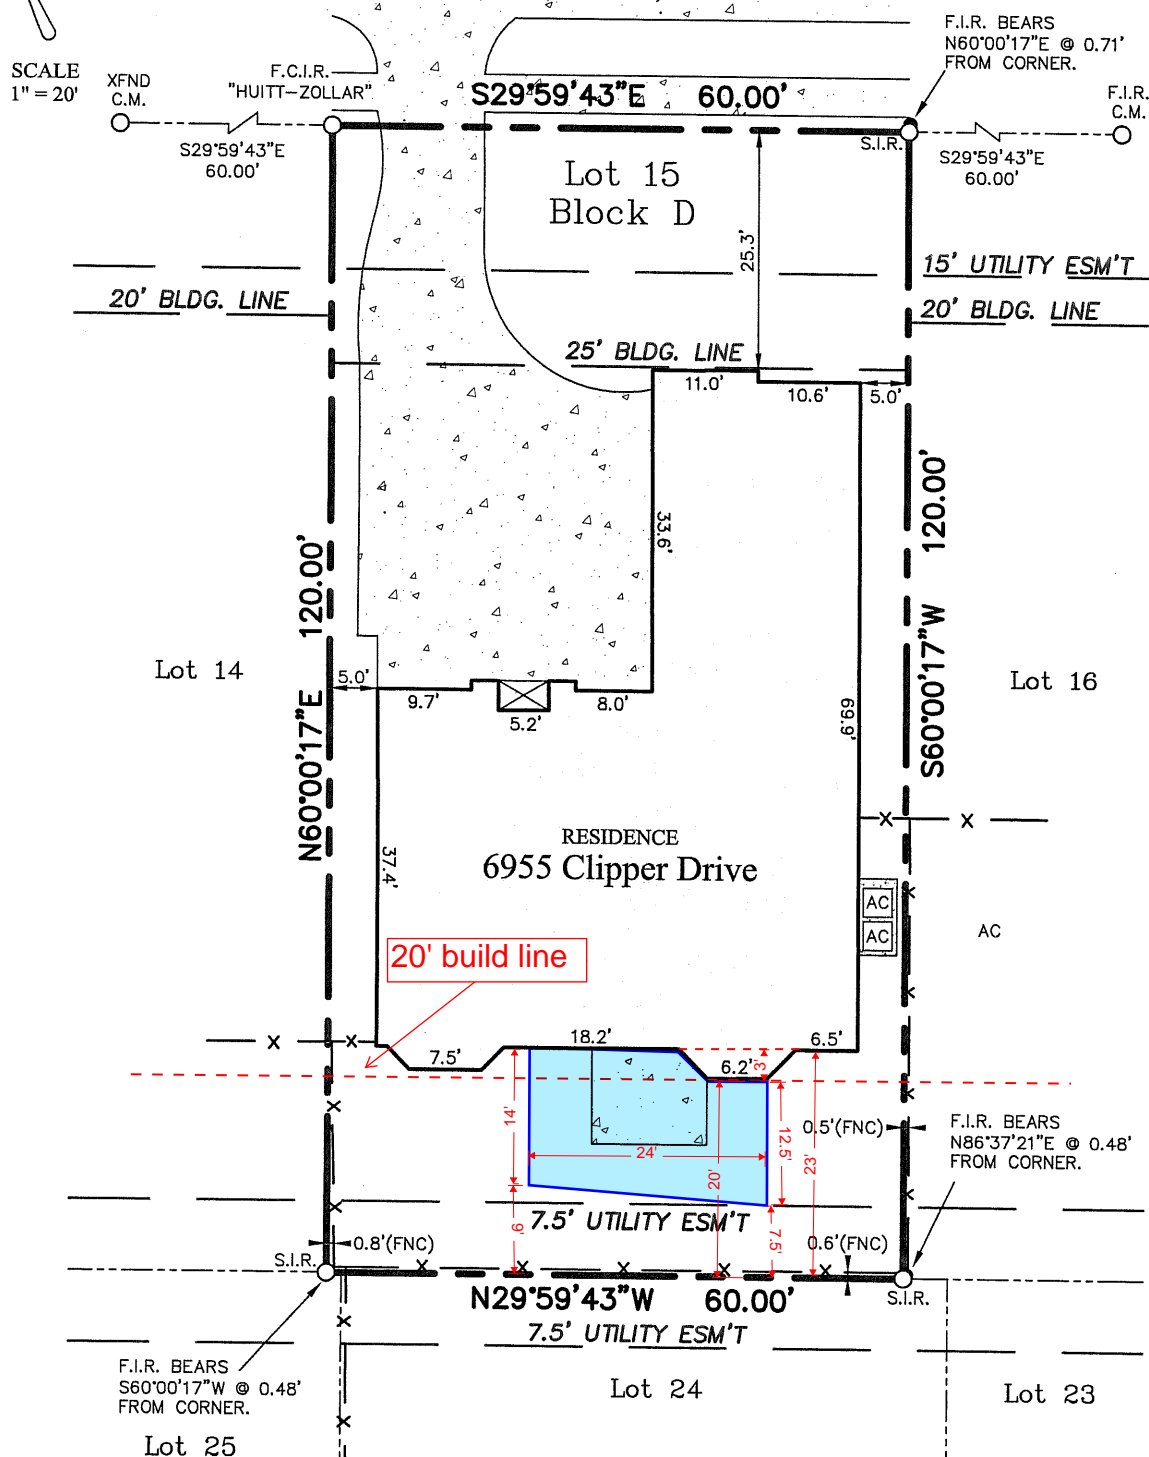 F.I.R. BEARS
N60°00'17"E @ 0.71'
FROM CORNER.
SCALE
1" = 20'
XFND
C.M.
F.C.I.R.
"HUITT-ZOLLAR"
S29°59'43"E 60.00'
F.I.R.
C.M.
S29°59'43"E
60.00'
S.I.R.
S29°59'43"E
60.00'
Lot 15
Block D
25.3'
15' UTILITY ESM'T
20' BLDG. LINE
20' BLDG. LINE
25' BLDG. LINE
11.0'
10.6'
5.0'
33.6'
120.00'
S60°00'17"W
N60°00'17"E
120.00'
Lot 14
5.0'
9.7'
5.2'
8.0'
69.9'
Lot 16
RESIDENCE
6955 Clipper Drive
37.4'
AC
AC
AC
20' build line
18.2'
6.5'
7.5'
6.2'
3'
14'
24'
20'
12.5'
23'
0.5'(FNC)
F.I.R. BEARS
N86°37'21"E @ 0.48'
FROM CORNER.
9'
7.5' UTILITY ESM'T
7.5'
0.8'(FNC)
0.6'(FNC)
S.I.R.
S.I.R.
N29°59'43"W 60.00'
7.5' UTILITY ESM'T
F.I.R. BEARS
S60°00'17"W @ 0.48'
FROM CORNER.
Lot 24
Lot 23
Lot 25